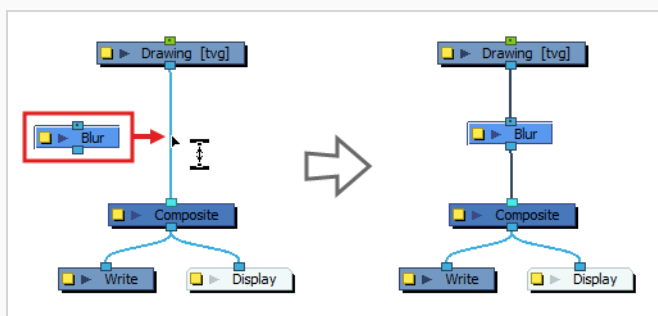 Drawing [tvg]
Blur
Composite
Write
Display
Drawing [tvg]
Blur
Composite
Write
Display